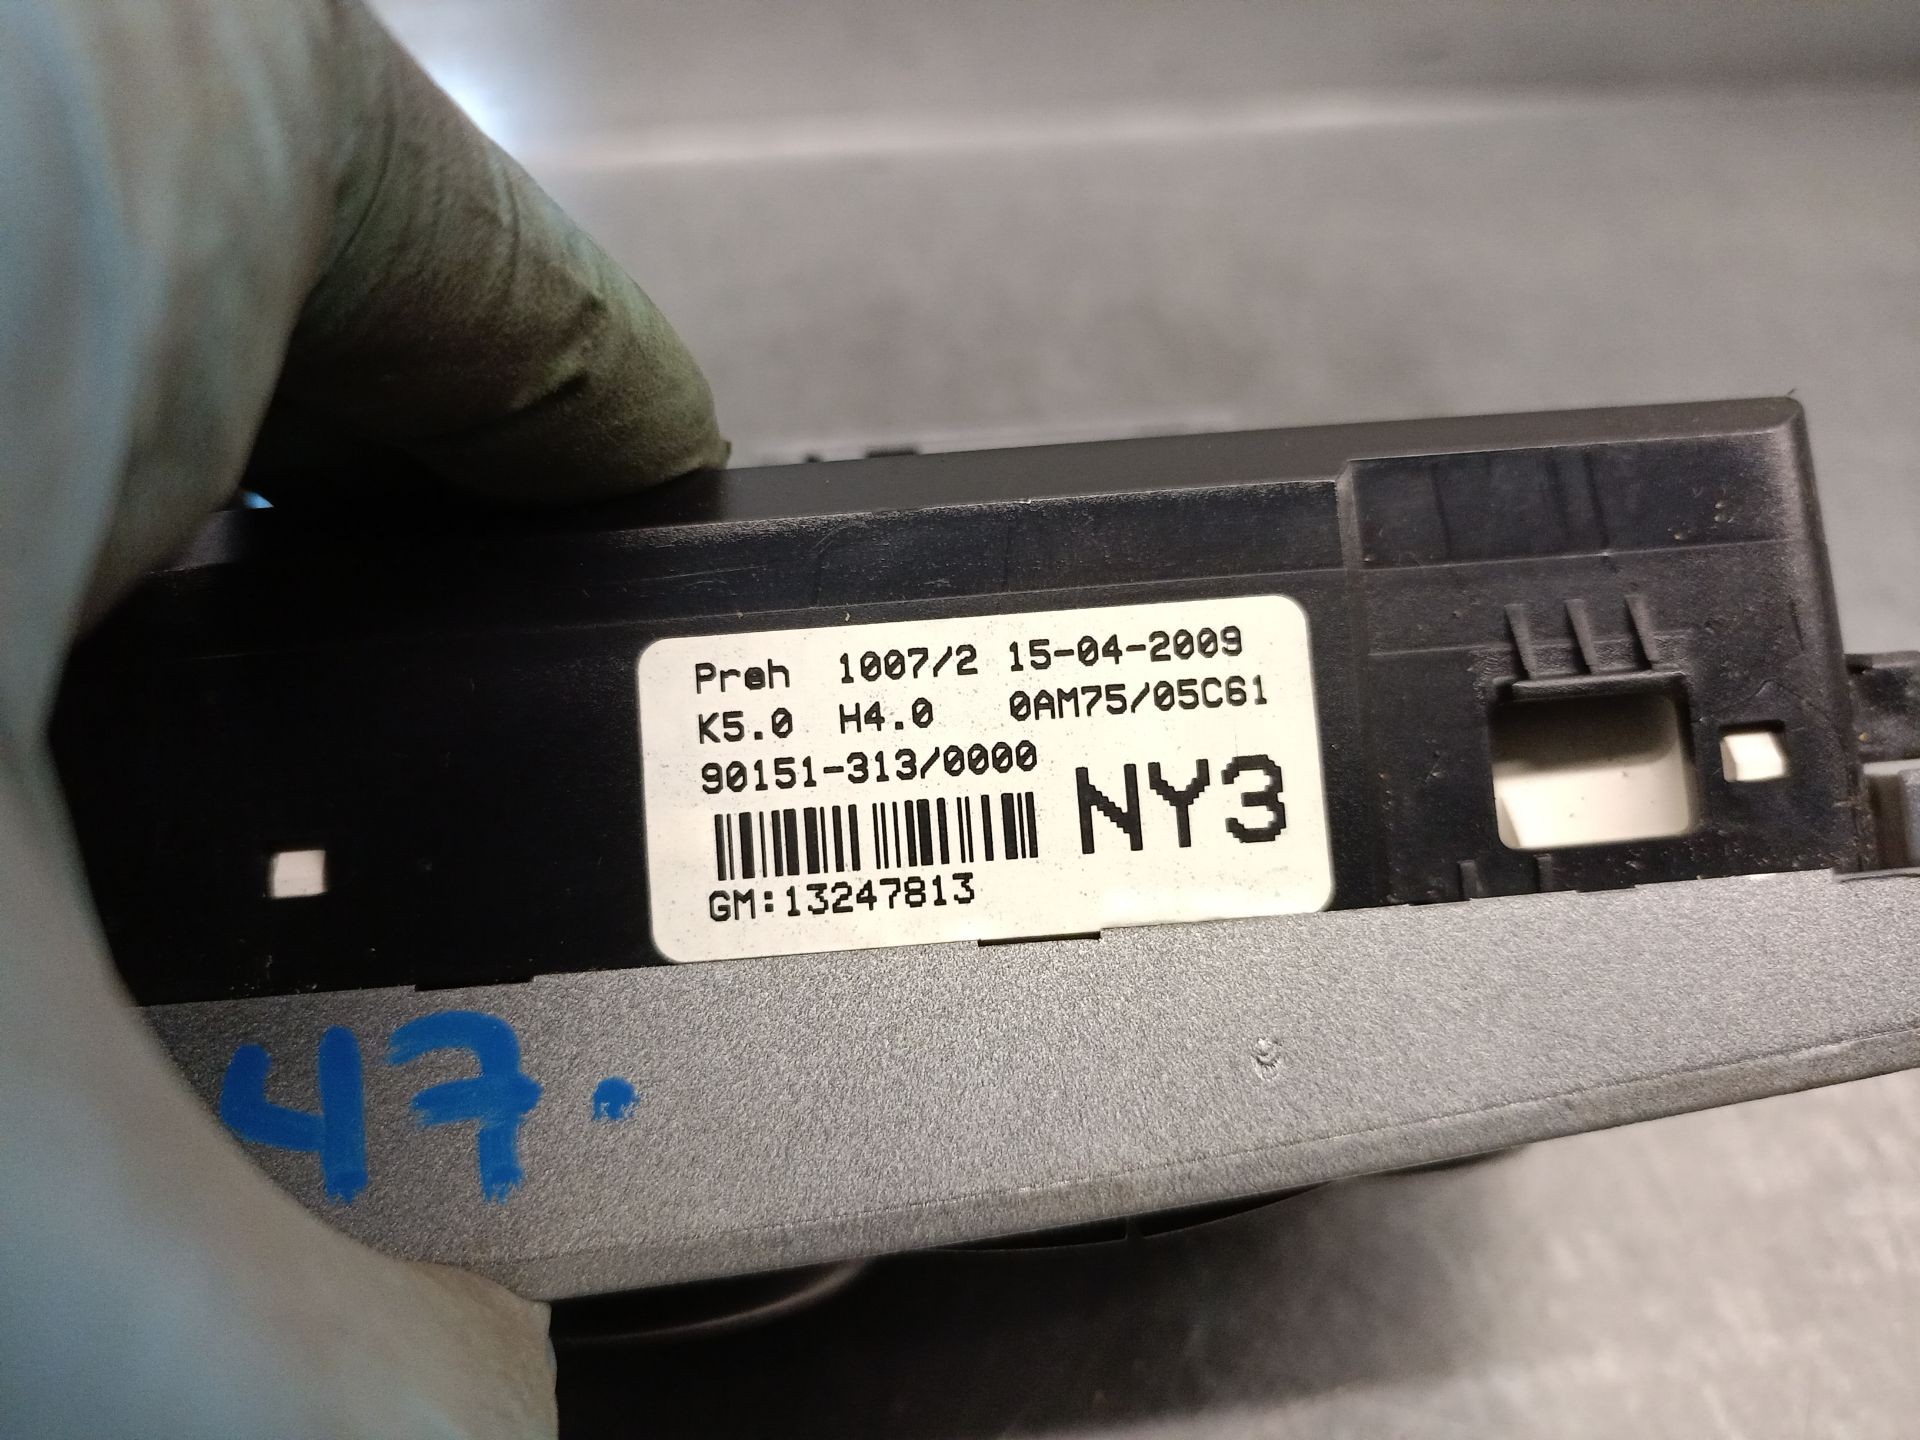 Preh 1007/2 15-04-2009
K5.0 H4.0 0AM75/05C61
90151-313/0000
NY3
GM:13247813
47.